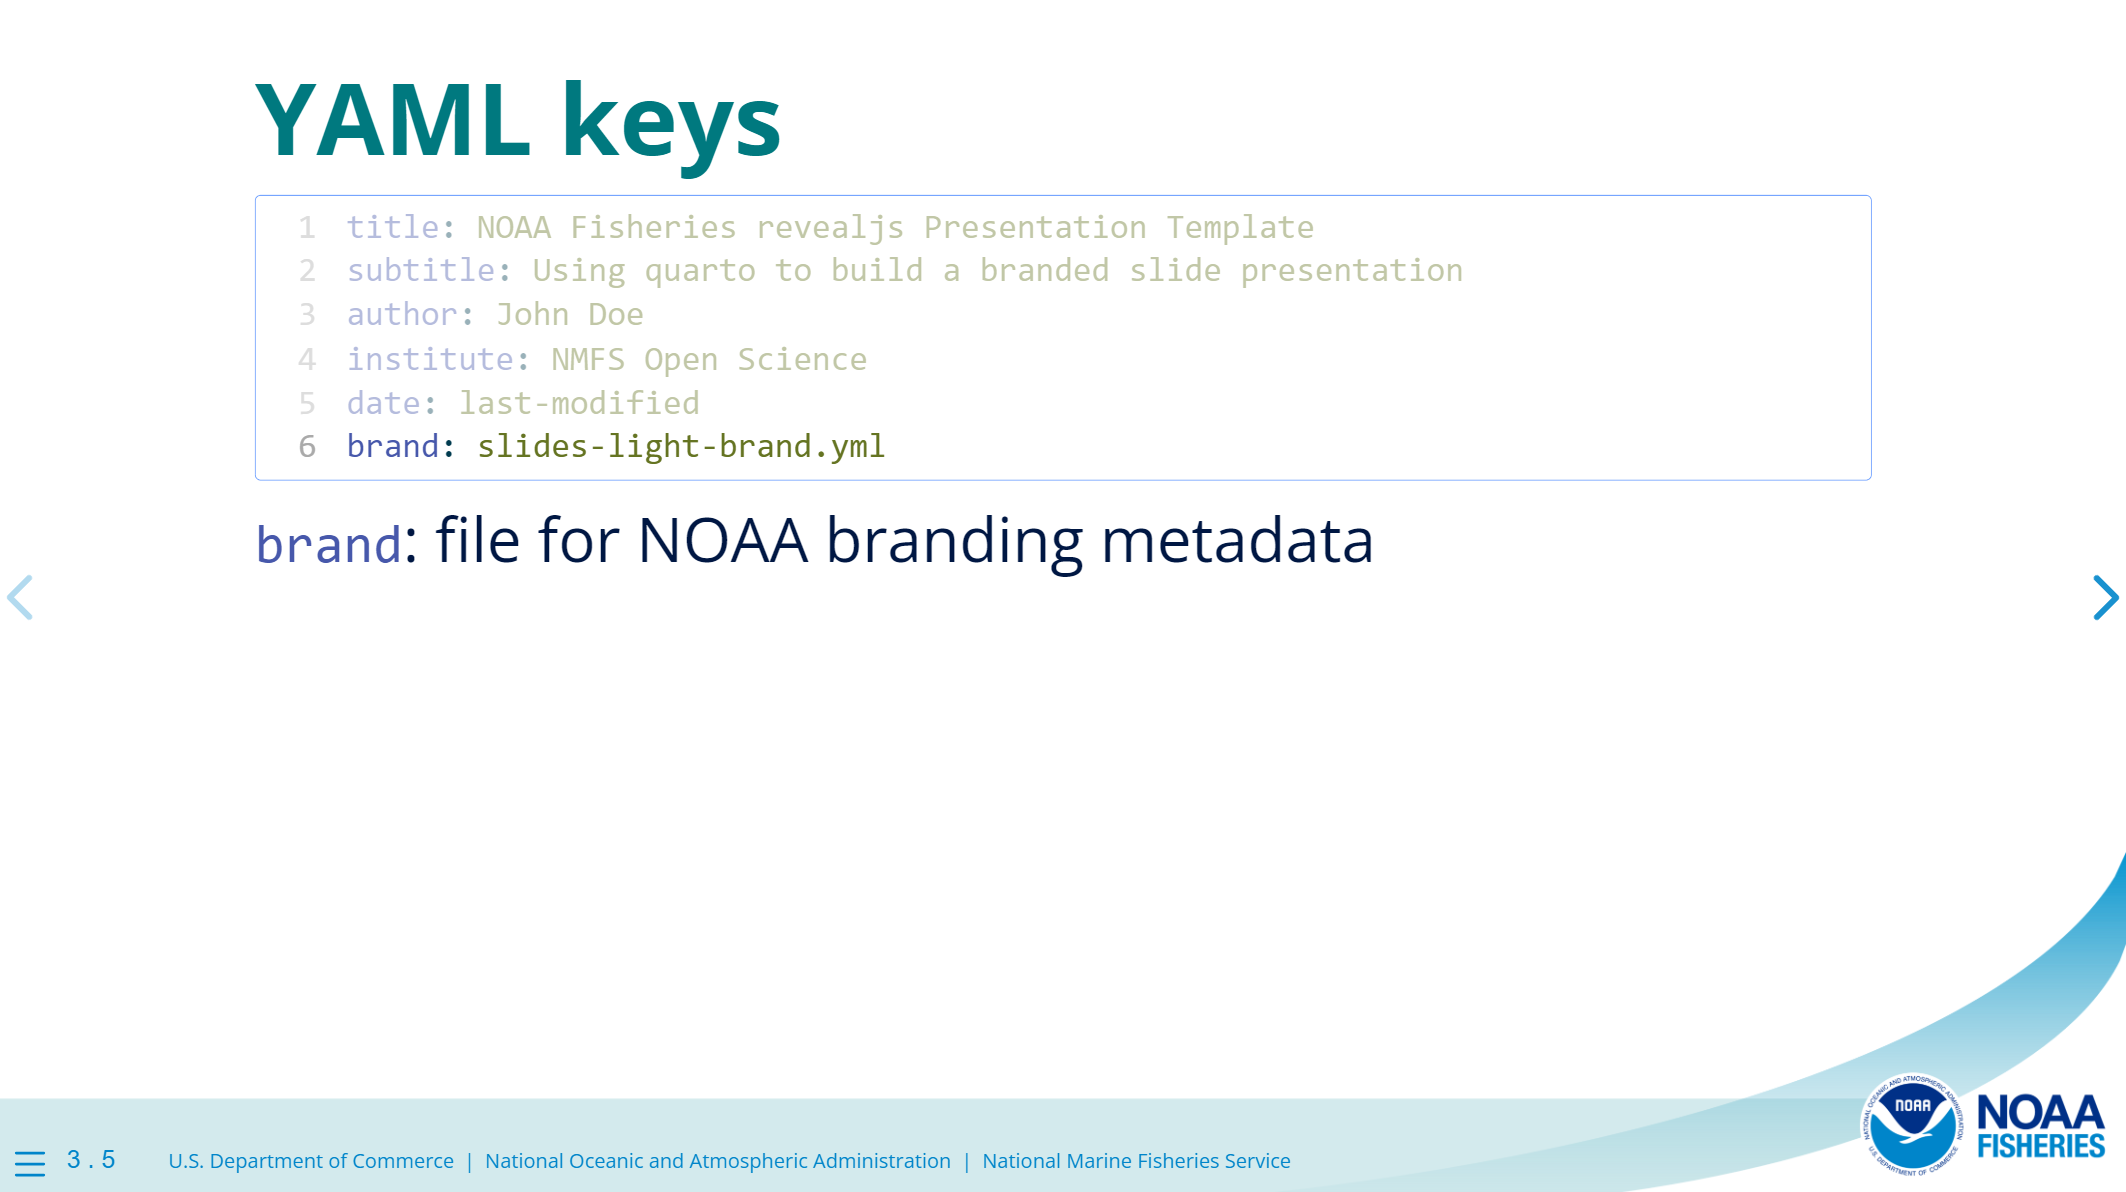 YAML keys
1 title: NOAA Fisheries revealjs Presentation Template
2 subtitle: Using quarto to build a branded slide presentation
3 author: John Doe
4 institute: NMFS Open Science
5 date: last-modified
6 brand: slides-light-brand.yml
brand: file for NOAA branding metadata
3 . 5
U.S. Department of Commerce | National Oceanic and Atmospheric Administration | National Marine Fisheries Service
NATIONAL OCEANIC AND ATMOSPHERIC ADMINISTRATION
NOAA
U.S. DEPARTMENT OF COMMERCE
NOAA
FISHERIES